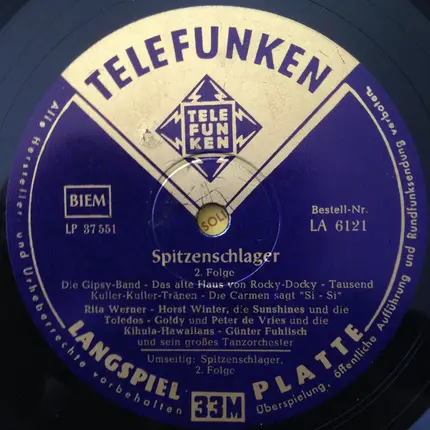 TELEFUNKEN
TELE
FUN
KEN
BIEM
LP 37 551
Bestell-Nr.
LA 6121
Spitzenschlager
2. Folge
Die Gipsy-Band - Das alte Haus von Rocky-Docky - Tausend
Kuller-Kuller-Tränen - Die Carmen sagt "Si - Si"
Rita Werner - Horst Winter, die Sunshines und die
Toledos - Goldy und Peter de Vries und die
Kihula-Hawaiians - Günter Fuhlisch
und sein großes Tanzorchester
Umseitig: Spitzenschlager,
2. Folge
LANGSPIEL 33M PLATTE
Alle Hersteller- und Urheberrechte vorbehalten
Überspielung, öffentliche Aufführung und Rundfunksendung verboten.